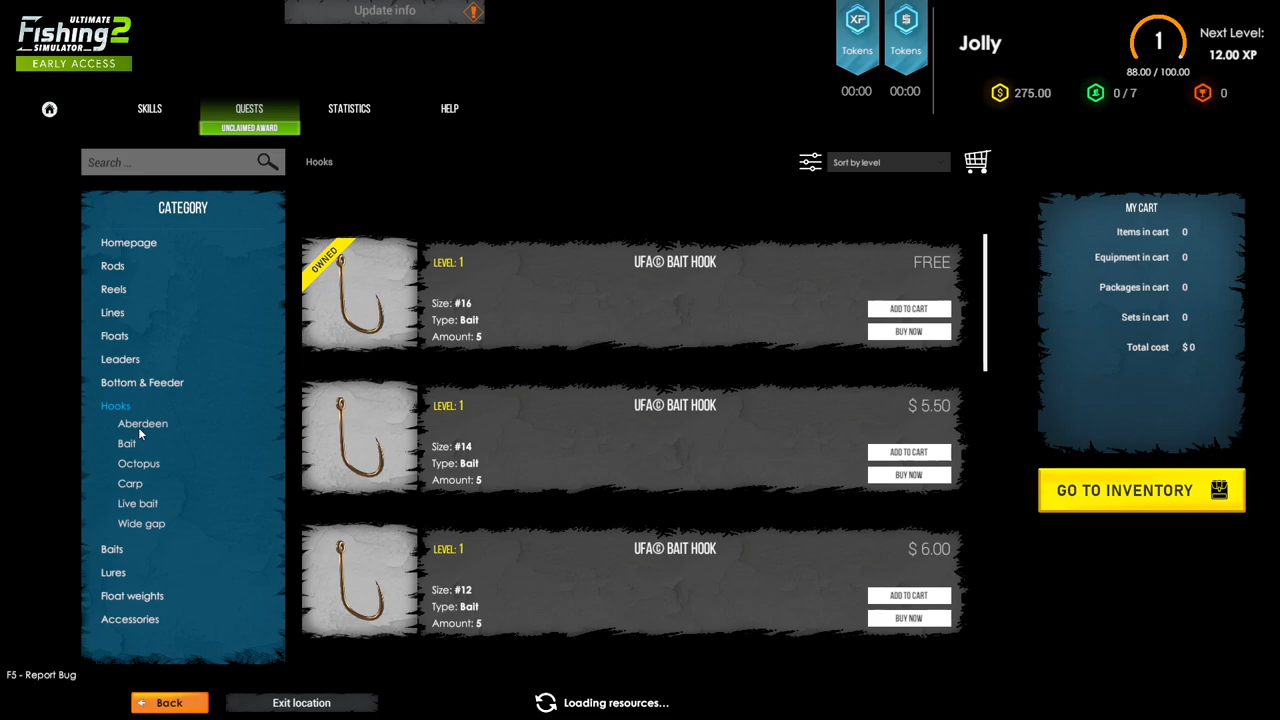 Update info
ULTIMATE
Fishing 2
SIMULATOR
EARLY ACCESS
XP
Tokens
00:00
$
Tokens
00:00
Jolly
1
88.00 / 100.00
Next Level:
12.00 XP
275.00
0 / 7
0
SKILLS
QUESTS
UNCLAIMED AWARD
STATISTICS
HELP
Search ...
Hooks
Sort by level
CATEGORY
Homepage
Rods
Reels
Lines
Floats
Leaders
Bottom & Feeder
Hooks
Aberdeen
Bait
Octopus
Carp
Live bait
Wide gap
Baits
Lures
Float weights
Accessories
OWNED
LEVEL: 1
UFA© BAIT HOOK
FREE
Size: #16
Type: Bait
Amount: 5
ADD TO CART
BUY NOW
LEVEL: 1
UFA© BAIT HOOK
$ 5.50
Size: #14
Type: Bait
Amount: 5
ADD TO CART
BUY NOW
LEVEL: 1
UFA© BAIT HOOK
$ 6.00
Size: #12
Type: Bait
Amount: 5
ADD TO CART
BUY NOW
MY CART
Items in cart 0
Equipment in cart 0
Packages in cart 0
Sets in cart 0
Total cost $ 0
GO TO INVENTORY
F5 - Report Bug
Back
Exit location
Loading resources...